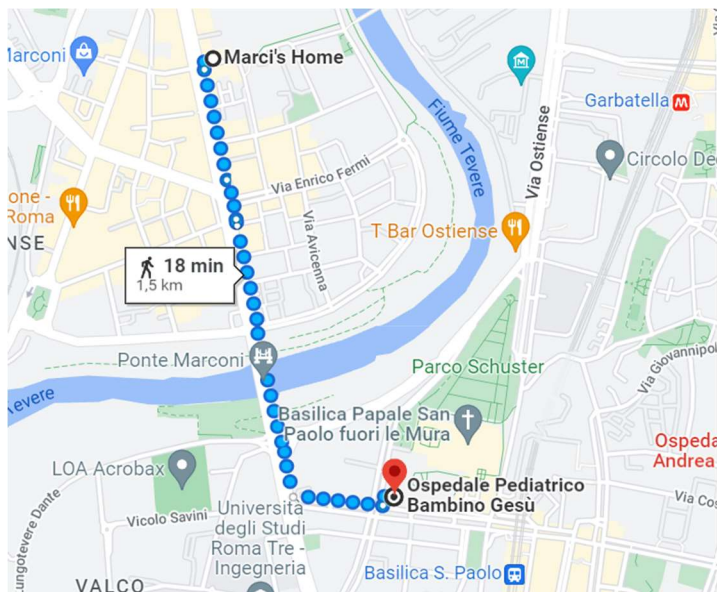 Marconi
Marci's Home
Garbatella M
Fiume Tevere
Via Ostiense
Circolo De
Via Enrico Fermi
one -
Roma
NSE
Via Avicenna
T Bar Ostiense
18 min
1,5 km
Ponte Marconi
Parco Schuster
Via Giovannipol
Tevere
Basilica Papale San
Paolo fuori le Mura
Ospeda
Andrea
LOA Acrobax
Ospedale Pediatrico
Bambino Gesù
Via Cos
Lungotevere Dante
Vicolo Savini
Università
degli Studi
Roma Tre -
Ingegneria
Basilica S. Paolo
VALCO